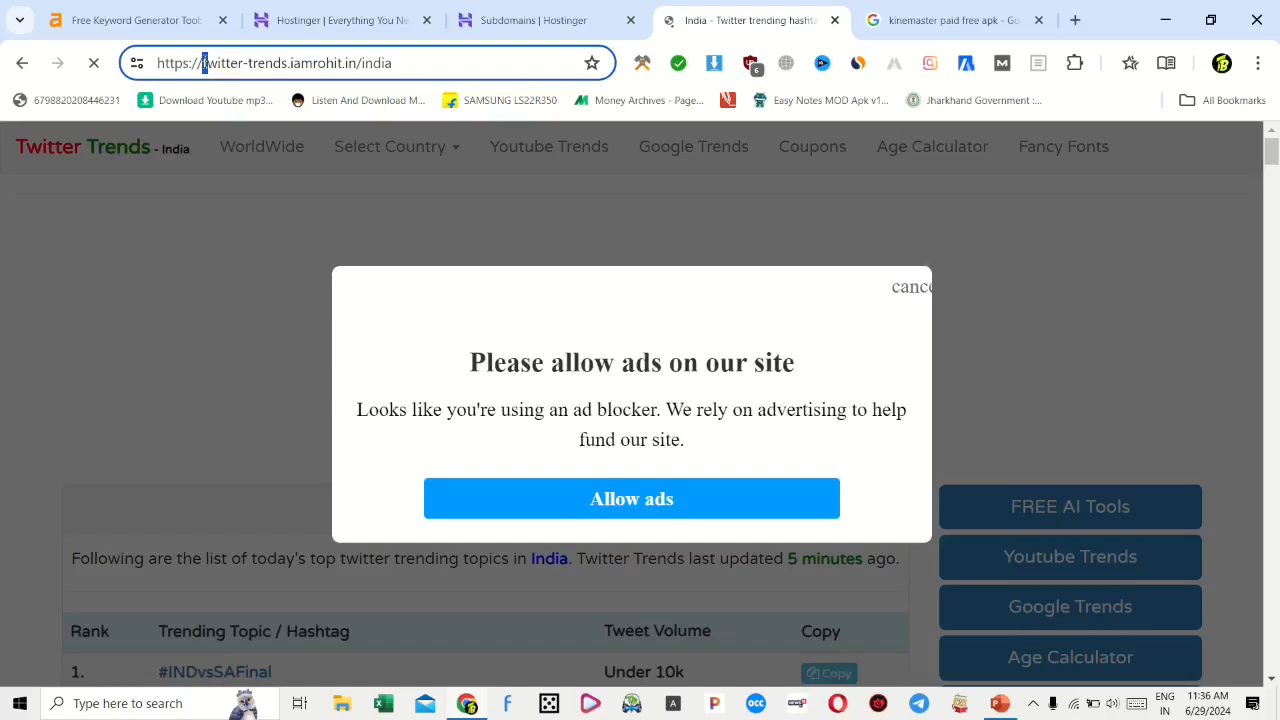 Free Keyword Generator Tool:
Hostinger | Everything You Ne
Subdomains | Hostinger
India - Twitter trending hashta
kinemaster paid free apk - Go
https://twitter-trends.iamrohit.in/india
6
6798820208446231
Download Youtube mp3...
Listen And Download M...
SAMSUNG LS22R350
Money Archives - Page...
Easy Notes MOD Apk v1...
Jharkhand Government :...
All Bookmarks
Twitter Trends - India
WorldWide
Select Country
Youtube Trends
Google Trends
Coupons
Age Calculator
Fancy Fonts
cance
Please allow ads on our site
Looks like you're using an ad blocker. We rely on advertising to help
fund our site.
Allow ads
FREE AI Tools
Youtube Trends
Google Trends
Age Calculator
Following are the list of today's top twitter trending topics in India. Twitter Trends last updated 5 minutes ago.
Rank Trending Topic / Hashtag Tweet Volume Copy
1. #INDvsSAFinal Under 10k Copy
Type here to search
ENG
IN
11:36 AM
6/29/2024